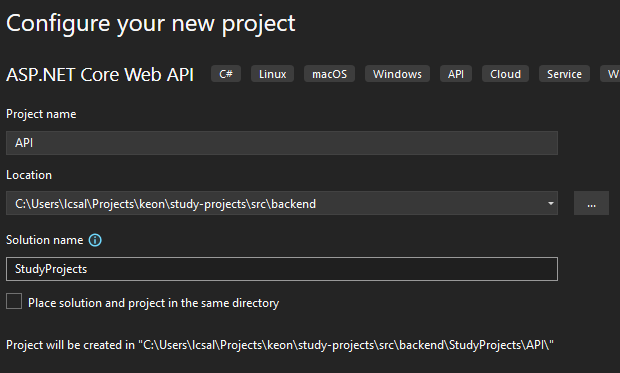 Configure your new project
ASP.NET Core Web API C# Linux macOS Windows API Cloud Service W
Project name
API
Location
C:\Users\lcsal\Projects\keon\study-projects\src\backend
...
Solution name
StudyProjects
Place solution and project in the same directory
Project will be created in "C:\Users\lcsal\Projects\keon\study-projects\src\backend\StudyProjects\API\"